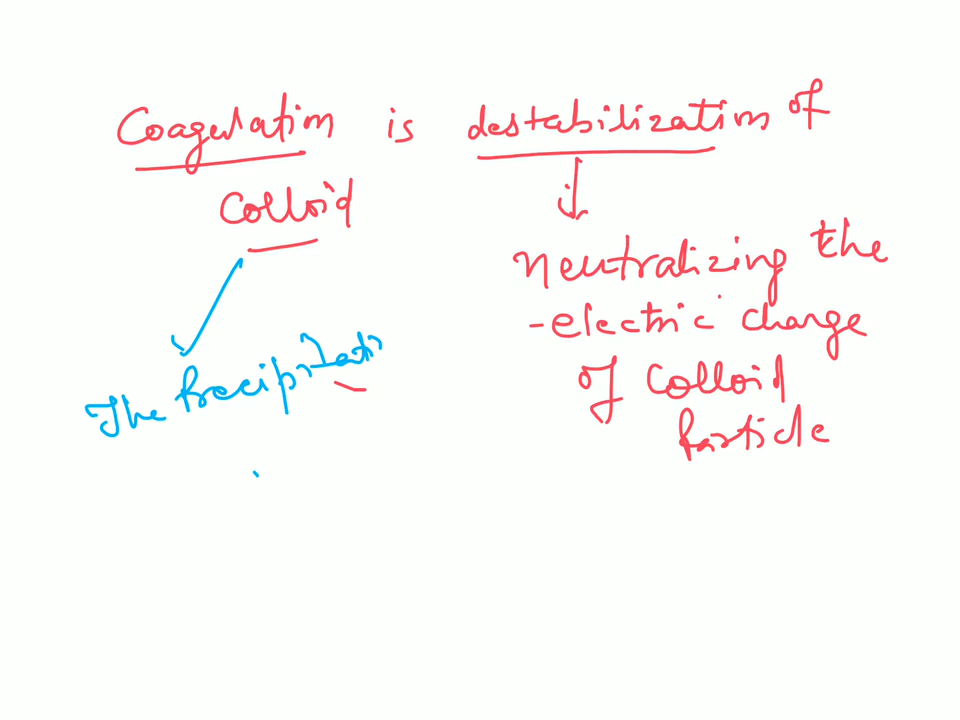 Coagulation is destabilization of
Colloid
neutralizing the
-electric charge
of colloid
particle
The Precipitati